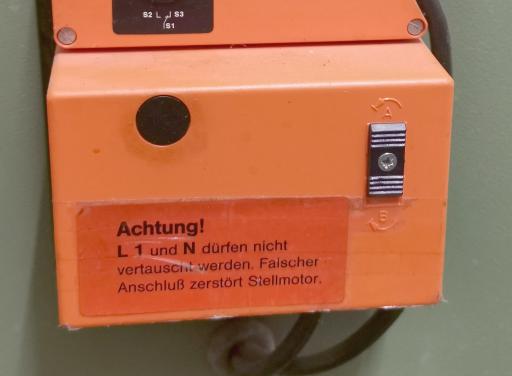 S2 S3
S1
A
Achtung!
L 1 und N dürfen nicht
vertauscht werden. Falscher
Anschluß zerstört Stellmotor.
B